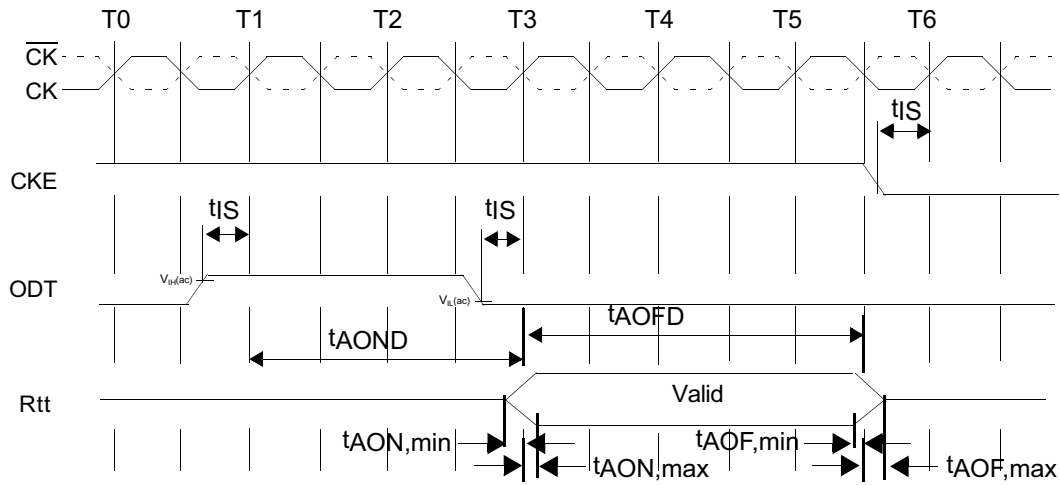 T0 T1 T2 T3 T4 T5 T6
CK
CK
tIS
CKE
tIS tIS
VIH(ac)
ODT
VIL(ac)
tAOND tAOFD
Rtt Valid
tAON,min tAOF,min
tAON,max tAOF,max